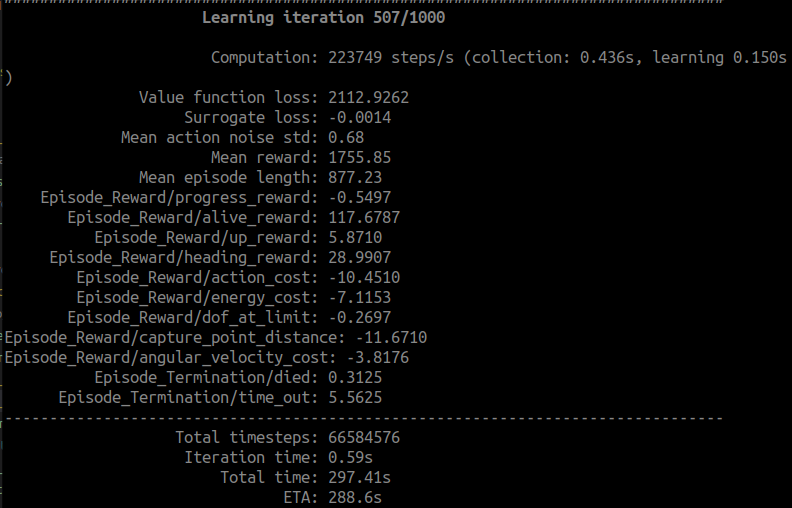 Learning iteration 507/1000
Computation: 223749 steps/s (collection: 0.436s, learning 0.150s
)
Value function loss: 2112.9262
Surrogate loss: -0.0014
Mean action noise std: 0.68
Mean reward: 1755.85
Mean episode length: 877.23
Episode_Reward/progress_reward: -0.5497
Episode_Reward/alive_reward: 117.6787
Episode_Reward/up_reward: 5.8710
Episode_Reward/heading_reward: 28.9907
Episode_Reward/action_cost: -10.4510
Episode_Reward/energy_cost: -7.1153
Episode_Reward/dof_at_limit: -0.2697
Episode_Reward/capture_point_distance: -11.6710
Episode_Reward/angular_velocity_cost: -3.8176
Episode_Termination/died: 0.3125
Episode_Termination/time_out: 5.5625
--------------------------------------------------------------------------------
Total timesteps: 66584576
Iteration time: 0.59s
Total time: 297.41s
ETA: 288.6s